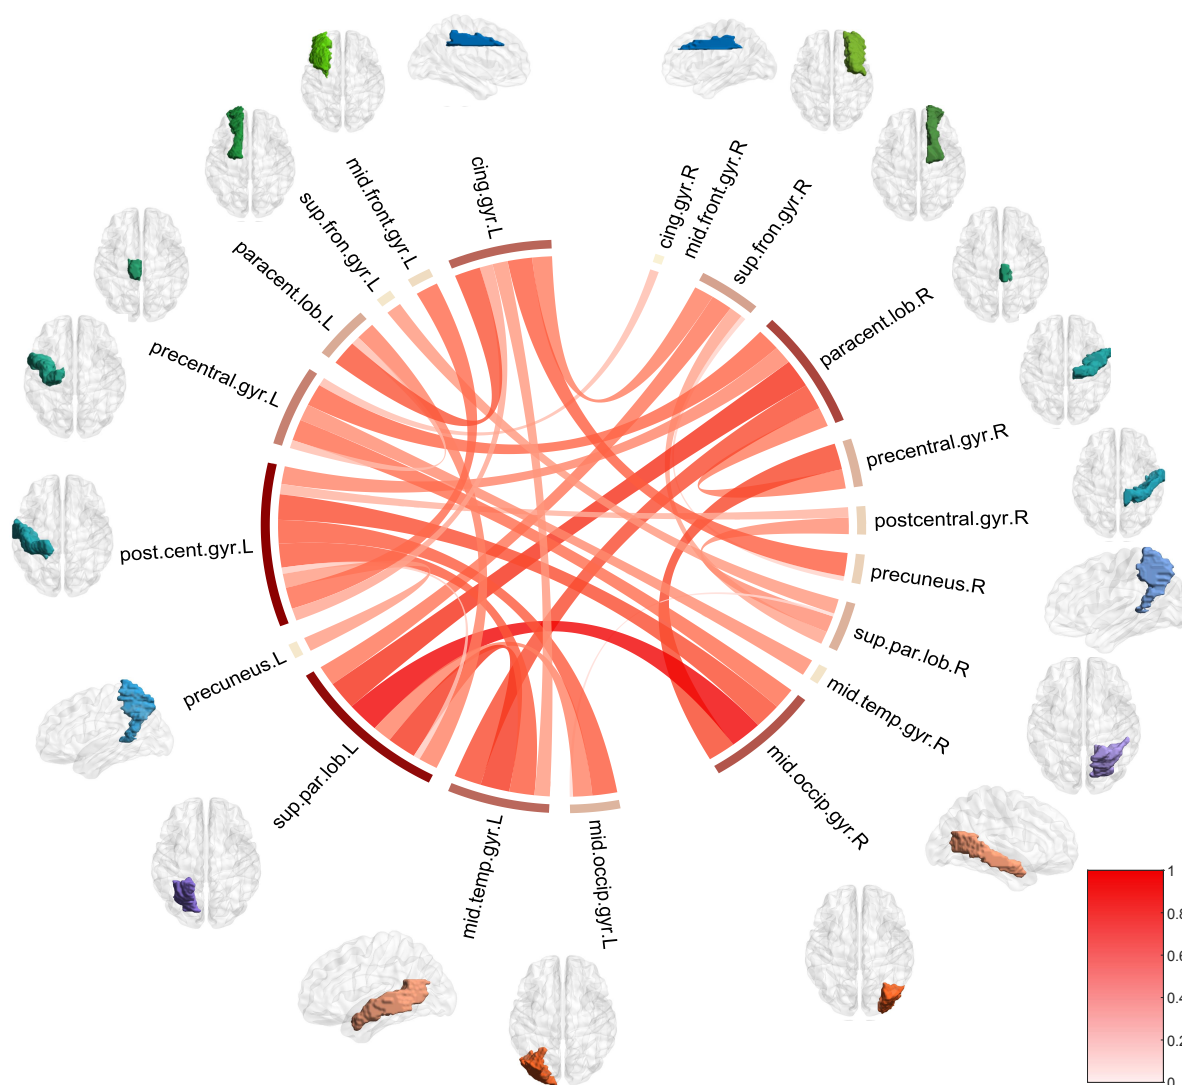 cing.gyr.L
cing.gyr.R
mid.front.gyr.R
mid.front.gyr.L
sup.fron.gyr.R
sup.fron.gyr.L
paracent.lob.L
paracent.lob.R
precentral.gyr.L
precentral.gyr.R
postcentral.gyr.R
post.cent.gyr.L
precuneus.R
precuneus.L
sup.par.lob.R
mid.temp.gyr.R
sup.par.lob.L
mid.occip.gyr.R
mid.temp.gyr.L
mid.occip.gyr.L
1
0.8
0.6
0.4
0.2
0